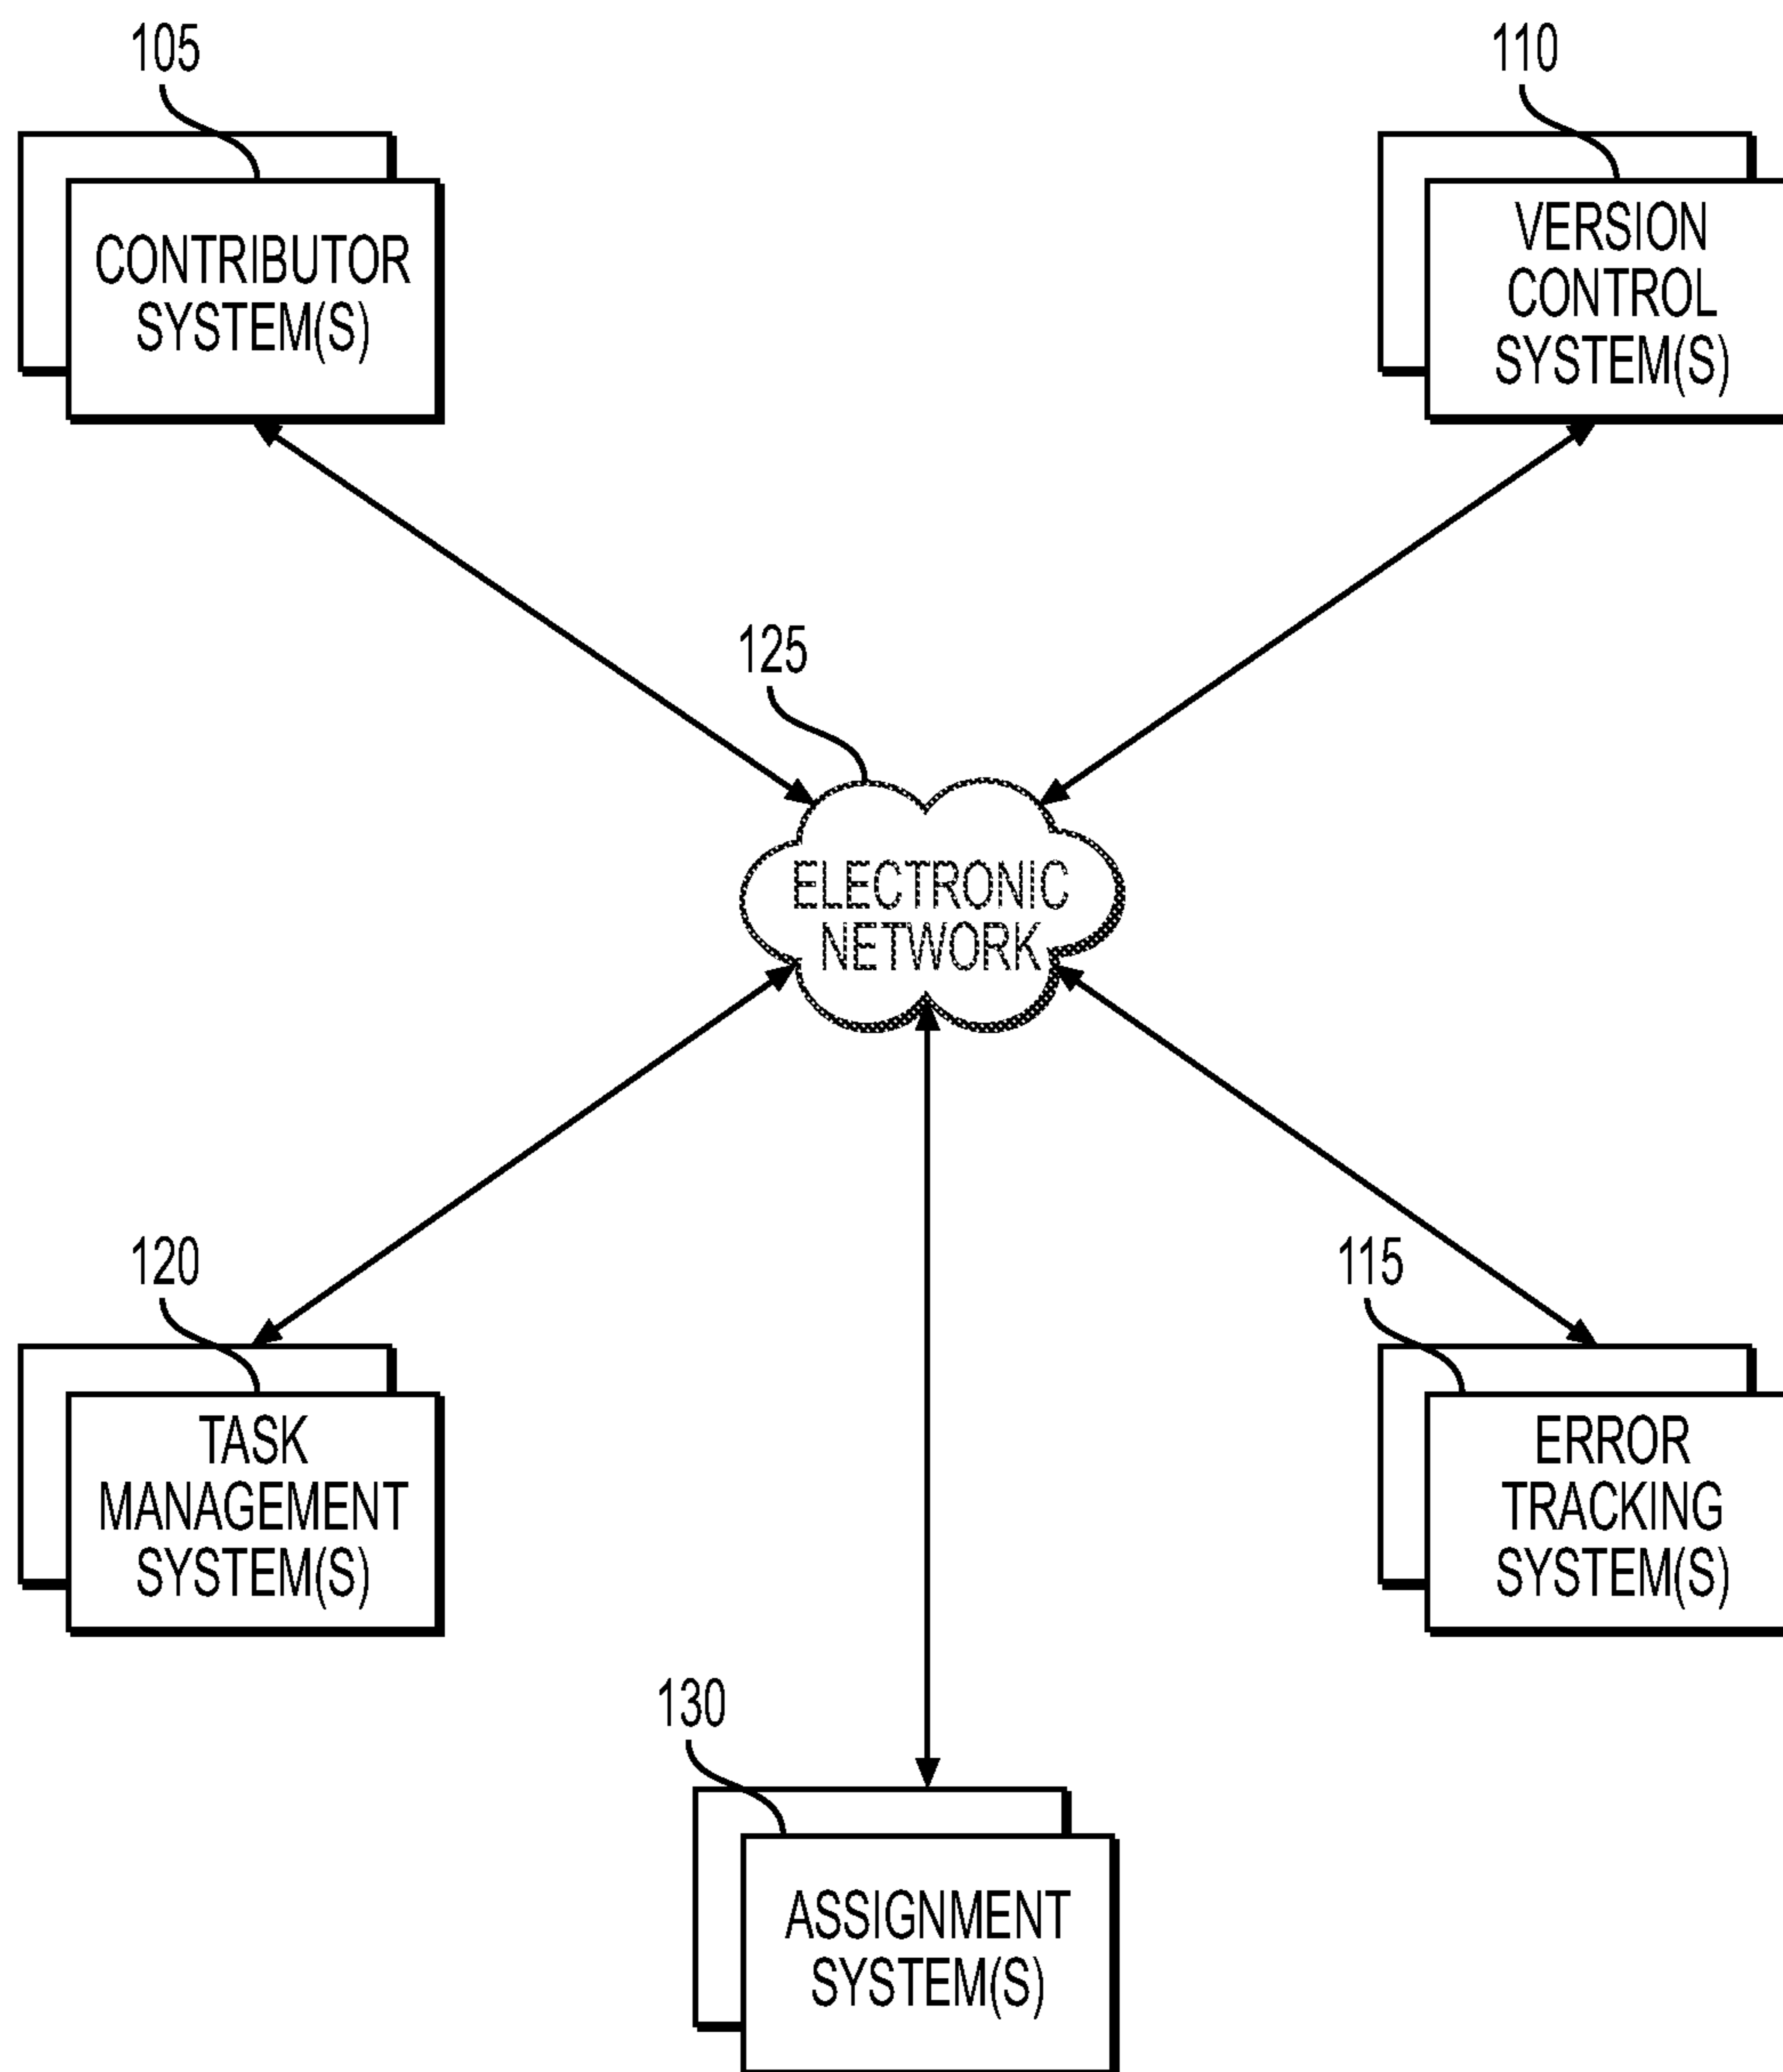 105
110
CONTRIBUTOR
SYSTEM(S)
VERSION
CONTROL
SYSTEM(S)
125
ELECTRONIC
NETWORK
120
115
TASK
MANAGEMENT
SYSTEM(S)
ERROR
TRACKING
SYSTEM(S)
130
ASSIGNMENT
SYSTEM(S)